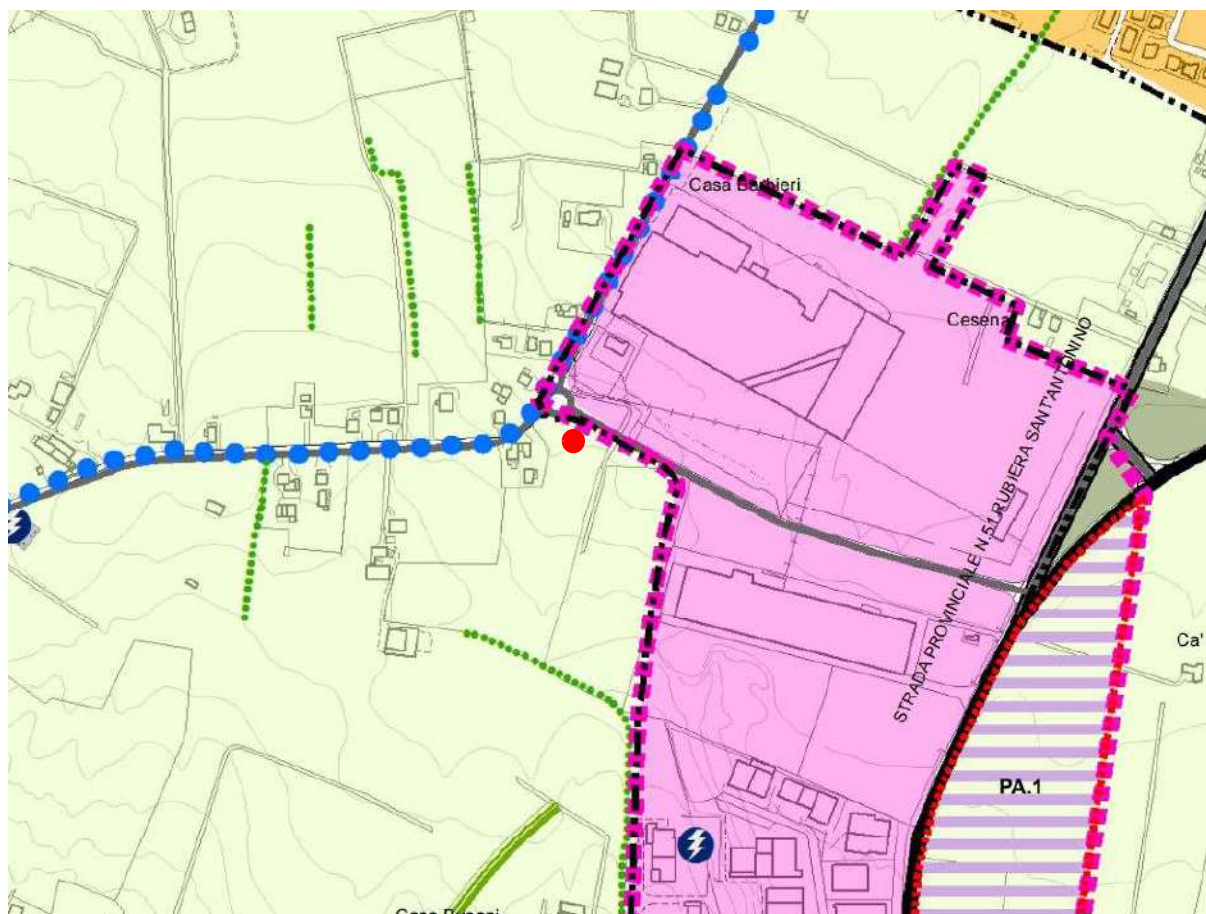 Casa Barbieri
Cesena
STRADA PROVINCIALE N.51 RUBIERA SANT'ANTONINO
Ca'
PA.1